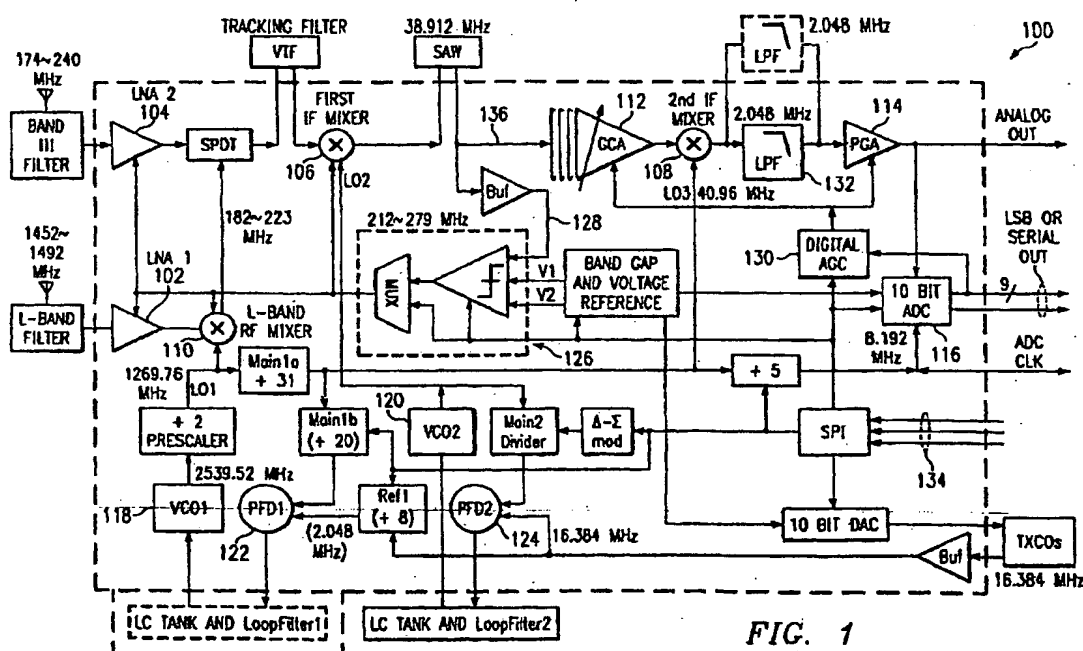 TRACKING FILTER
VTF
38.912 MHz
SAW
2.048 MHz
LPF
100
174~240
MHz
BAND
III
FILTER
LNA 2
104
SPDT
FIRST
IF MIXER
106
LO2
136
112
GCA
2nd IF
MIXER
108
2.048 MHz
LPF
132
114
PGA
ANALOG
OUT
LO3 40.96 MHz
Buf
128
182~223
MHz
212~279 MHz
MUX
V1
V2
BAND GAP
AND VOLTAGE
REFERENCE
126
130
DIGITAL
AGC
LSB OR
SERIAL
OUT
9
10 BIT
ADC
116
8.192
MHz
ADC
CLK
1452~
1492
MHz
L-BAND
FILTER
LNA 1
102
110
L-BAND
RF MIXER
1269.76
MHz
LO1
Main1a
÷ 31
÷ 2
PRESCALER
Main1b
(÷ 20)
120
VCO2
Main2
Divider
Δ-Σ
mod
÷ 5
SPI
134
2539.52 MHz
118
VCO1
PFD1
122
Ref1
(÷ 8)
(2.048
MHz)
PFD2
124
16.384 MHz
10 BIT DAC
Buf
TXCOs
16.384 MHz
LC TANK AND LoopFilter1
LC TANK AND LoopFilter2
FIG. 1